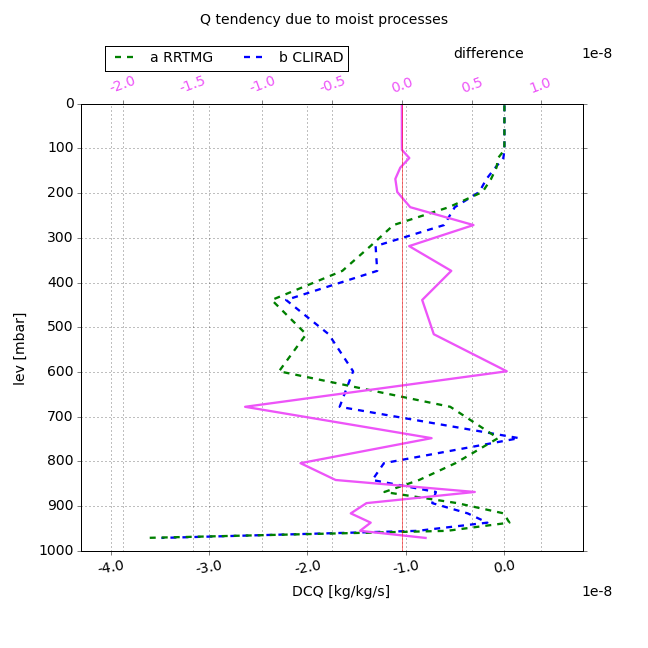 Q tendency due to moist processes
a RRTMG b CLIRAD difference 1e-8
-2.0 -1.5 -1.0 -0.5 0.0 0.5 1.0
0
100
200
300
400
500
600
700
800
900
1000
lev [mbar]
-4.0 -3.0 -2.0 -1.0 0.0
DCQ [kg/kg/s] 1e-8